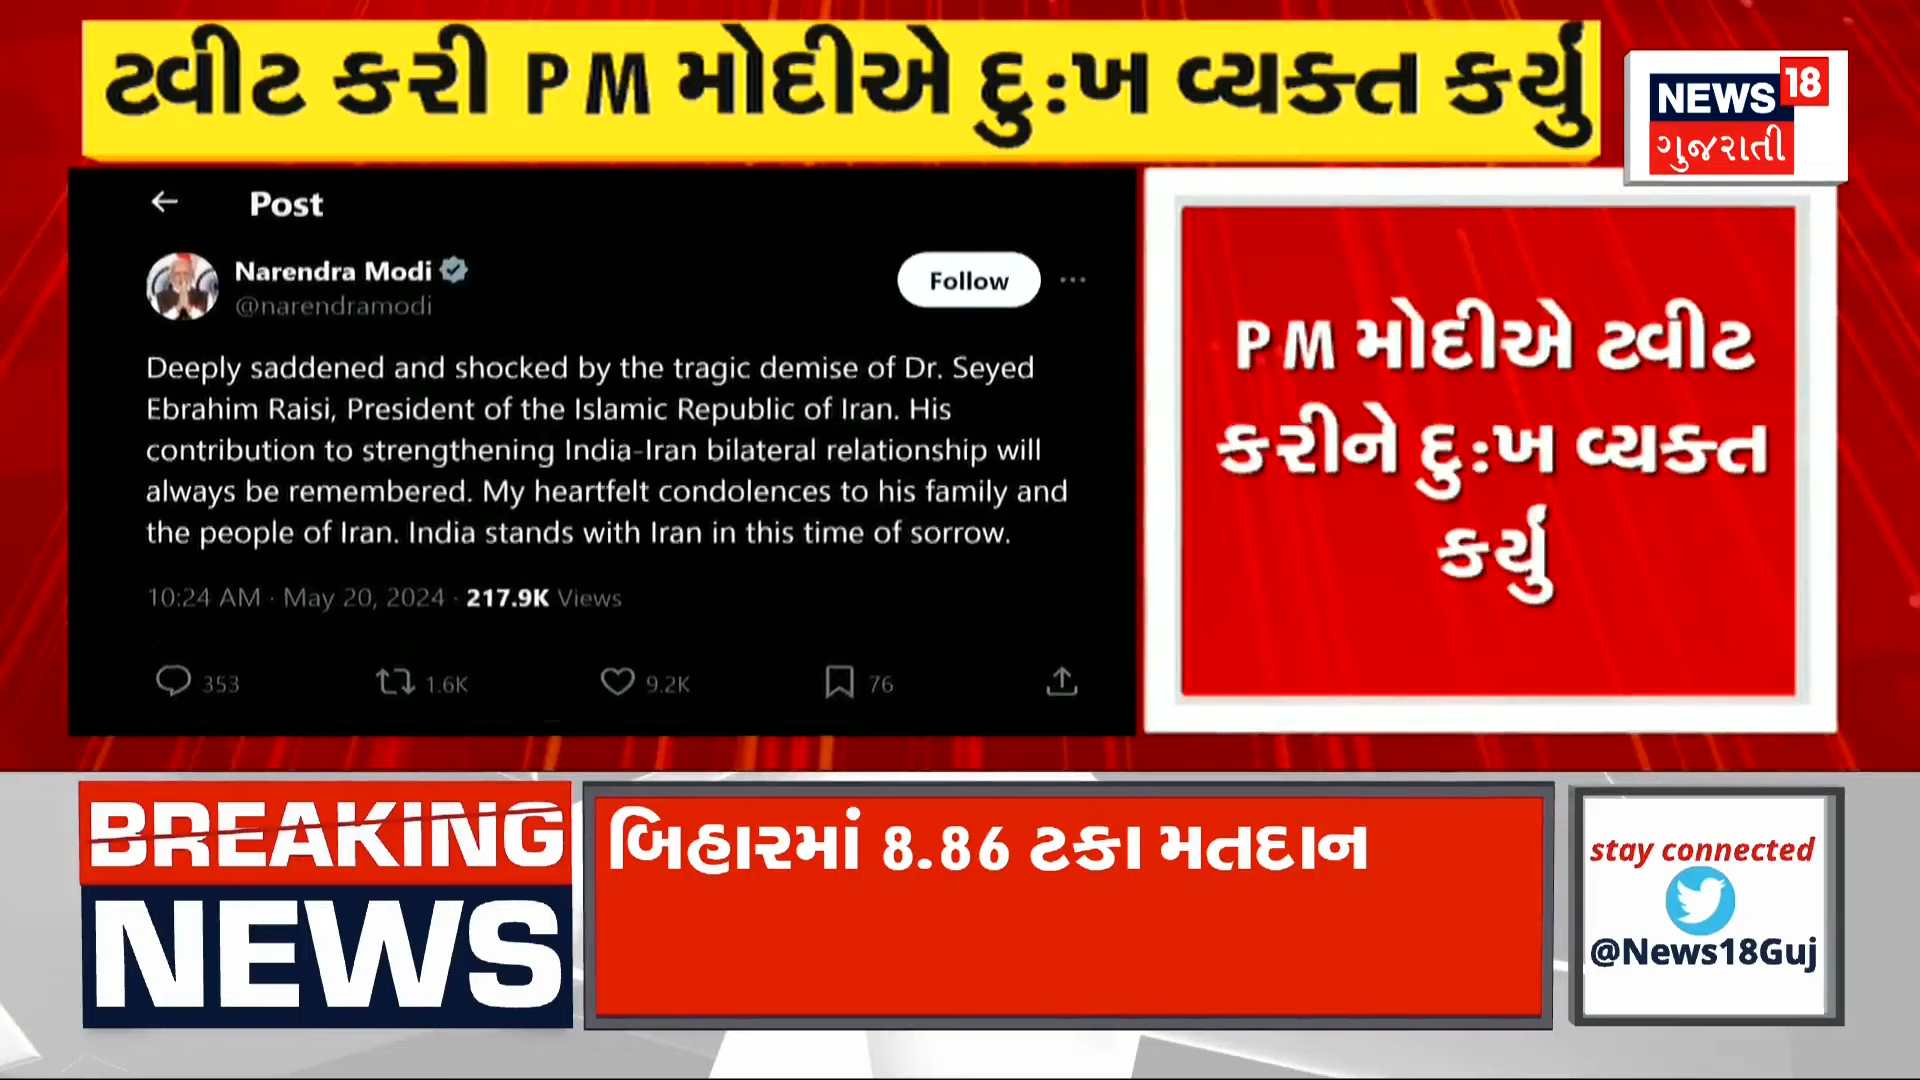 ટ્વીટ કરી PM મોદીએ દુઃખ વ્યક્ત કર્યું
NEWS 18
ગુજરાતી
Post
Narendra Modi
@narendramodi
Follow
Deeply saddened and shocked by the tragic demise of Dr. Seyed
Ebrahim Raisi, President of the Islamic Republic of Iran. His
contribution to strengthening India-Iran bilateral relationship will
always be remembered. My heartfelt condolences to his family and
the people of Iran. India stands with Iran in this time of sorrow.
10:24 AM · May 20, 2024 · 217.9K Views
353 1.6K 9.2K 76
PM મોદીએ ટ્વીટ
કરીને દુઃખ વ્યક્ત
કર્યું
BREAKING
NEWS
બિહારમાં 8.86 ટકા મતદાન
stay connected
@News18Guj